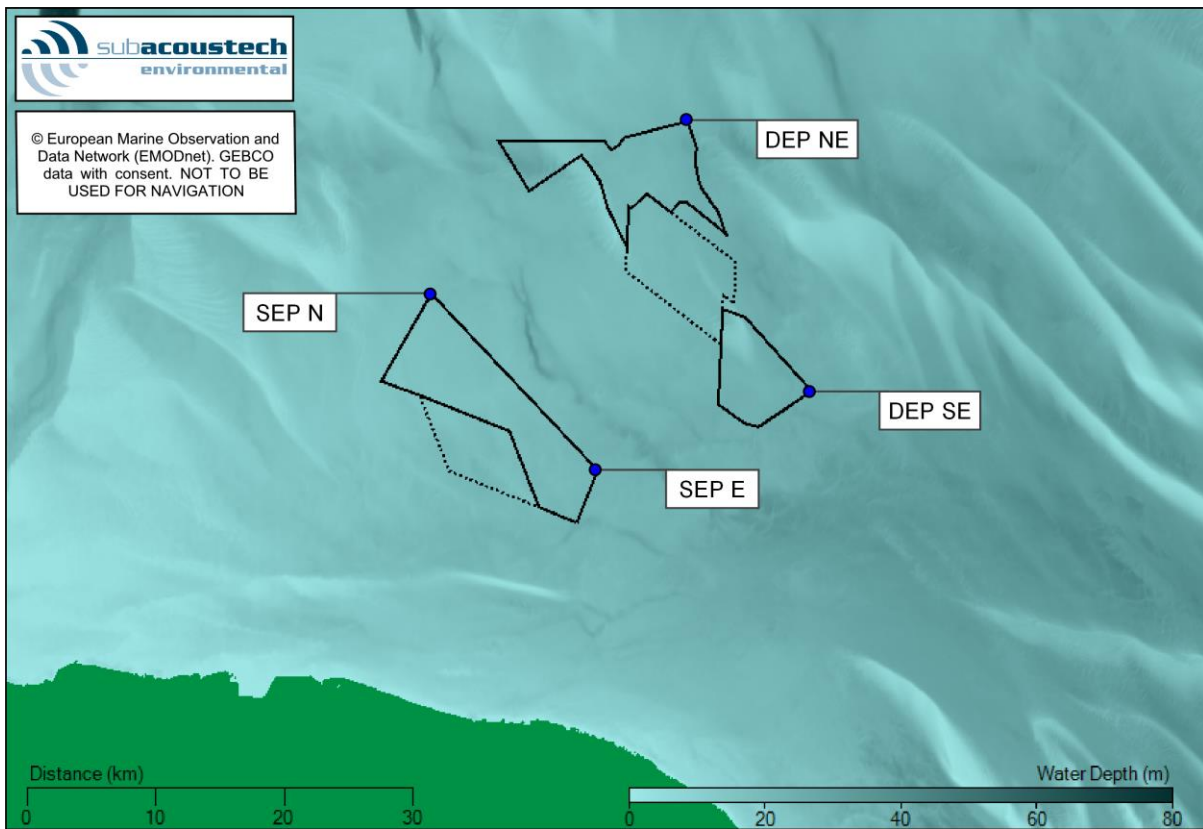 subacoustech
environmental
© European Marine Observation and
Data Network (EMODnet). GEBCO
data with consent. NOT TO BE
USED FOR NAVIGATION
DEP NE
SEP N
DEP SE
SEP E
Distance (km)
0 10 20 30
Water Depth (m)
20 40 60 80